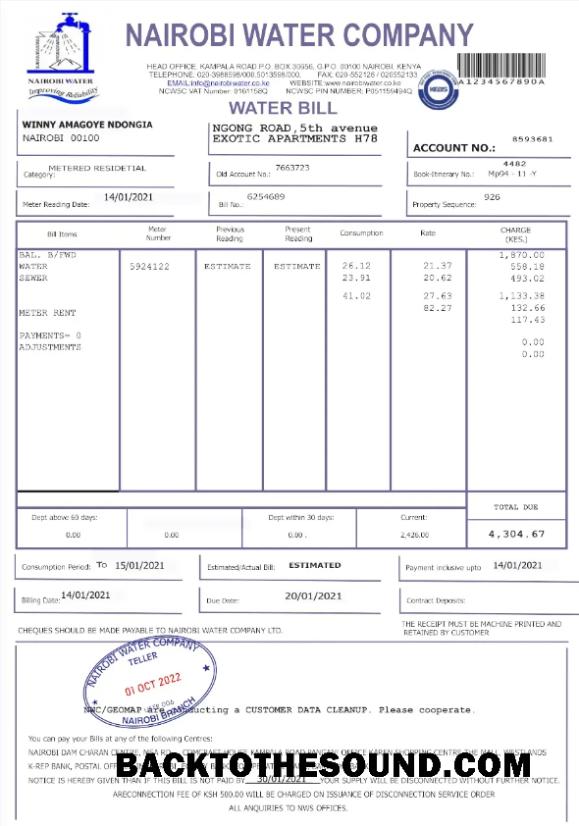 NAIROBI WATER
Improving Reliability
NAIROBI WATER COMPANY
HEAD OFFICE. KAMPALA ROAD P.O. BOX 30656, G.P.O. 00100 NAIROBI, KENYA
TELEPHONE. 020-3988598/000.5013598/000, FAX: 020-552126 / 020552133
EMAIL:info@nairobiwater.co.ke WEBSITE www.nairobiwater.co.ke
NCWSC VAT Number: 0161158Q NCWSC PIN NUMBER: P051159494Q
A1234567890A
WATER BILL
WINNY AMAGOYE NDONGIA
NAIROBI 00100
NGONG ROAD,5th avenue
EXOTIC APARTMENTS H78
ACCOUNT NO.: 8593681
Category: METERED RESIDETIAL
Old Account No.: 7663723
4482
Book-Itinerary No.: Mp04 - 11 -Y
Meter Reading Date: 14/01/2021
Bill No.: 6254689
Property Sequence: 926
Bill Items Meter Number Previous Reading Present Reading Consumption Rate CHARGE (KES.)
BAL. B/FWD 1,870.00
WATER 5924122 ESTIMATE ESTIMATE 26.12 21.37 558.18
SEWER 23.91 20.62 493.02
41.02 27.63 1,133.38
METER RENT 82.27 132.66
117.43
PAYMENTS= 0 0.00
ADJUSTMENTS 0.00
Dept above 60 days: Dept within 30 days: Current: TOTAL DUE
0.00 0.00 0.00 . 2,426.00 4,304.67
Consumption Period: To 15/01/2021
Estimated/Actual Bill: ESTIMATED
Payment inclusive upto 14/01/2021
Billing Date: 14/01/2021
Due Date: 20/01/2021
Contract Deposits:
CHEQUES SHOULD BE MADE PAYABLE TO NAIROBI WATER COMPANY LTD.
THE RECEIPT MUST BE MACHINE PRINTED AND
RETAINED BY CUSTOMER
NAIROBI WATER COMPANY
TELLER
01 OCT 2022
NAIROBI BRANCH
NWC/GEOMAP are conducting a CUSTOMER DATA CLEANUP. Please cooperate.
You can pay your Bills at any of the following Centres:
NAIROBI DAM CHARAN CENTRE, KAMPALA ROAD OFFICE KAREN SHOPPING CENTRE THE MALL, WESTLANDS
K-REP BANK, POSTAL
BACKTOTHESOUND.COM
NOTICE IS HEREBY GIVEN THAN IF THIS BILL IS NOT PAID BY 30/01/2021 YOUR SUPPLY WILL BE DISCONNECTED WITHOUT FURTHER NOTICE.
ARECONNECTION FEE OF KSH 500.00 WILL BE CHARGED ON ISSUANCE OF DISCONNECTION SERVICE ORDER
ALL ANQUIRIES TO NWS OFFICES.